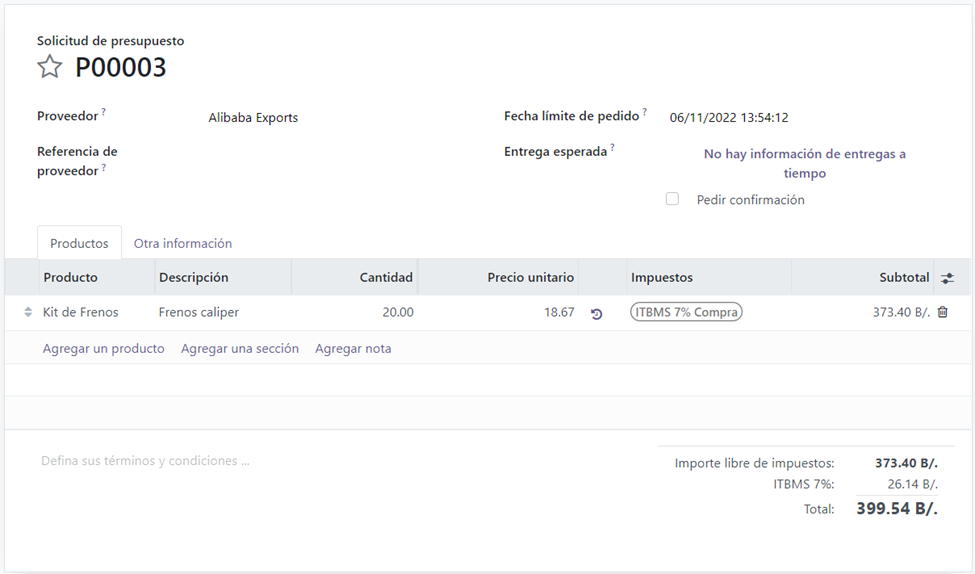 Solicitud de presupuesto
P00003
Proveedor ?
Alibaba Exports
Fecha límite de pedido ?
06/11/2022 13:54:12
Referencia de
proveedor ?
Entrega esperada ?
No hay información de entregas a
tiempo
Pedir confirmación
Productos
Otra información
Producto Descripción Cantidad Precio unitario Impuestos Subtotal
Kit de Frenos Frenos caliper 20.00 18.67 ITBMS 7% Compra 373.40 B/.
Agregar un producto Agregar una sección Agregar nota
Defina sus términos y condiciones ...
Importe libre de impuestos: 373.40 B/.
ITBMS 7%: 26.14 B/.
Total: 399.54 B/.